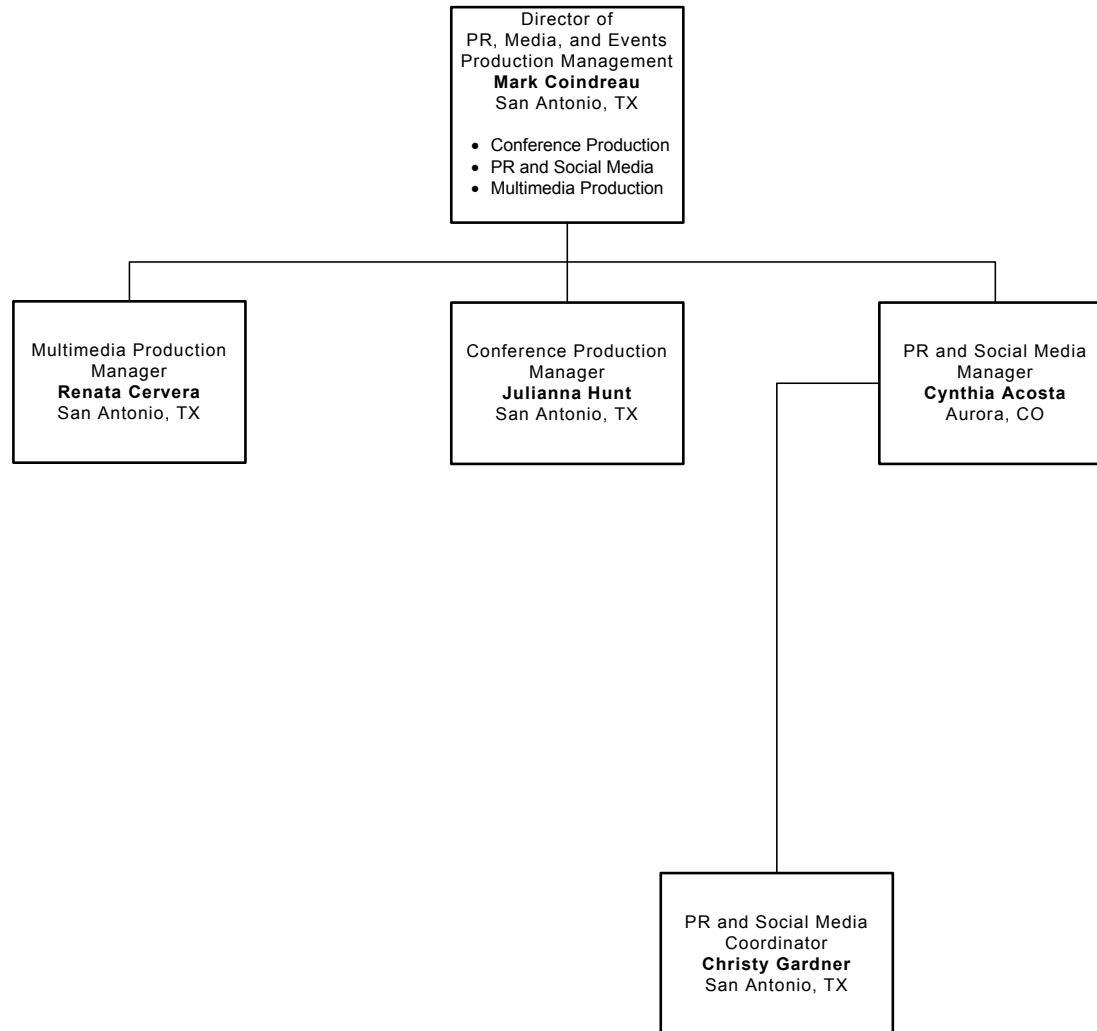 Director of
PR, Media, and Events
Production Management
Mark Coindreau
San Antonio, TX
• Conference Production
• PR and Social Media
• Multimedia Production
Multimedia Production
Manager
Renata Cervera
San Antonio, TX
Conference Production
Manager
Julianna Hunt
San Antonio, TX
PR and Social Media
Manager
Cynthia Acosta
Aurora, CO
PR and Social Media
Coordinator
Christy Gardner
San Antonio, TX